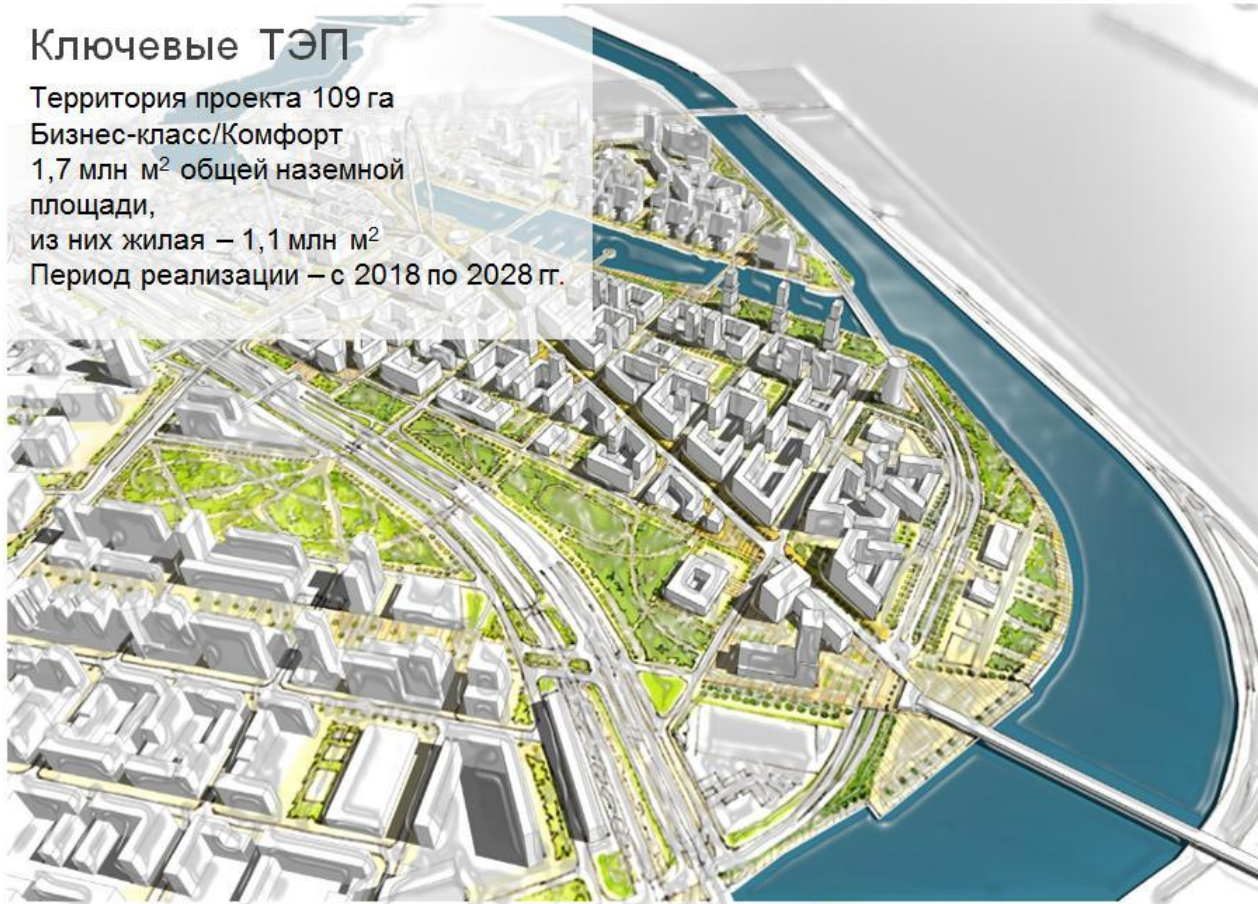 Ключевые ТЭП
Территория проекта 109 га
Бизнес-класс/Комфорт
1,7 млн м² общей наземной
площади,
из них жилая – 1,1 млн м²
Период реализации – с 2018 по 2028 гг.